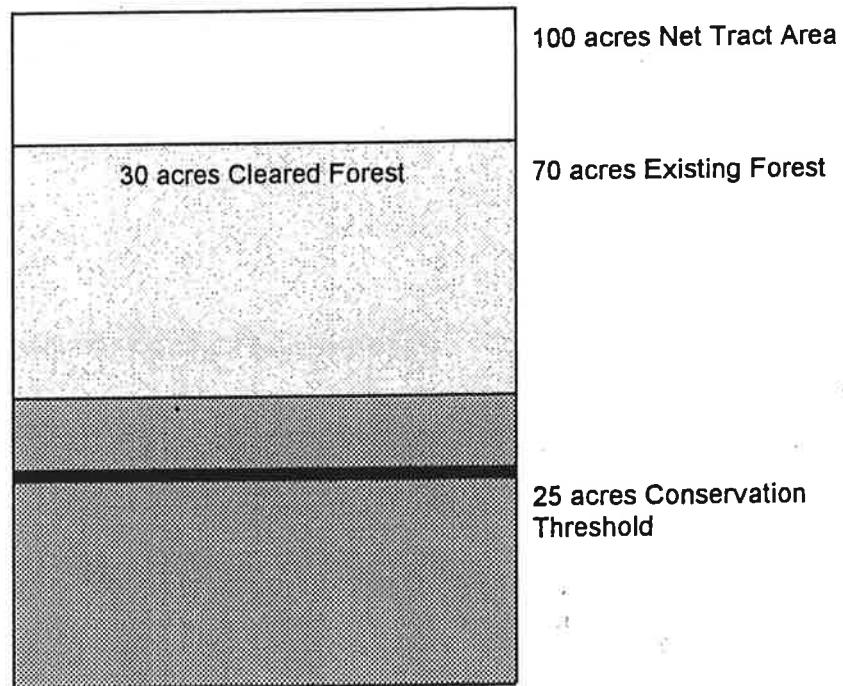 100 acres Net Tract Area
30 acres Cleared Forest
70 acres Existing Forest
25 acres Conservation
Threshold